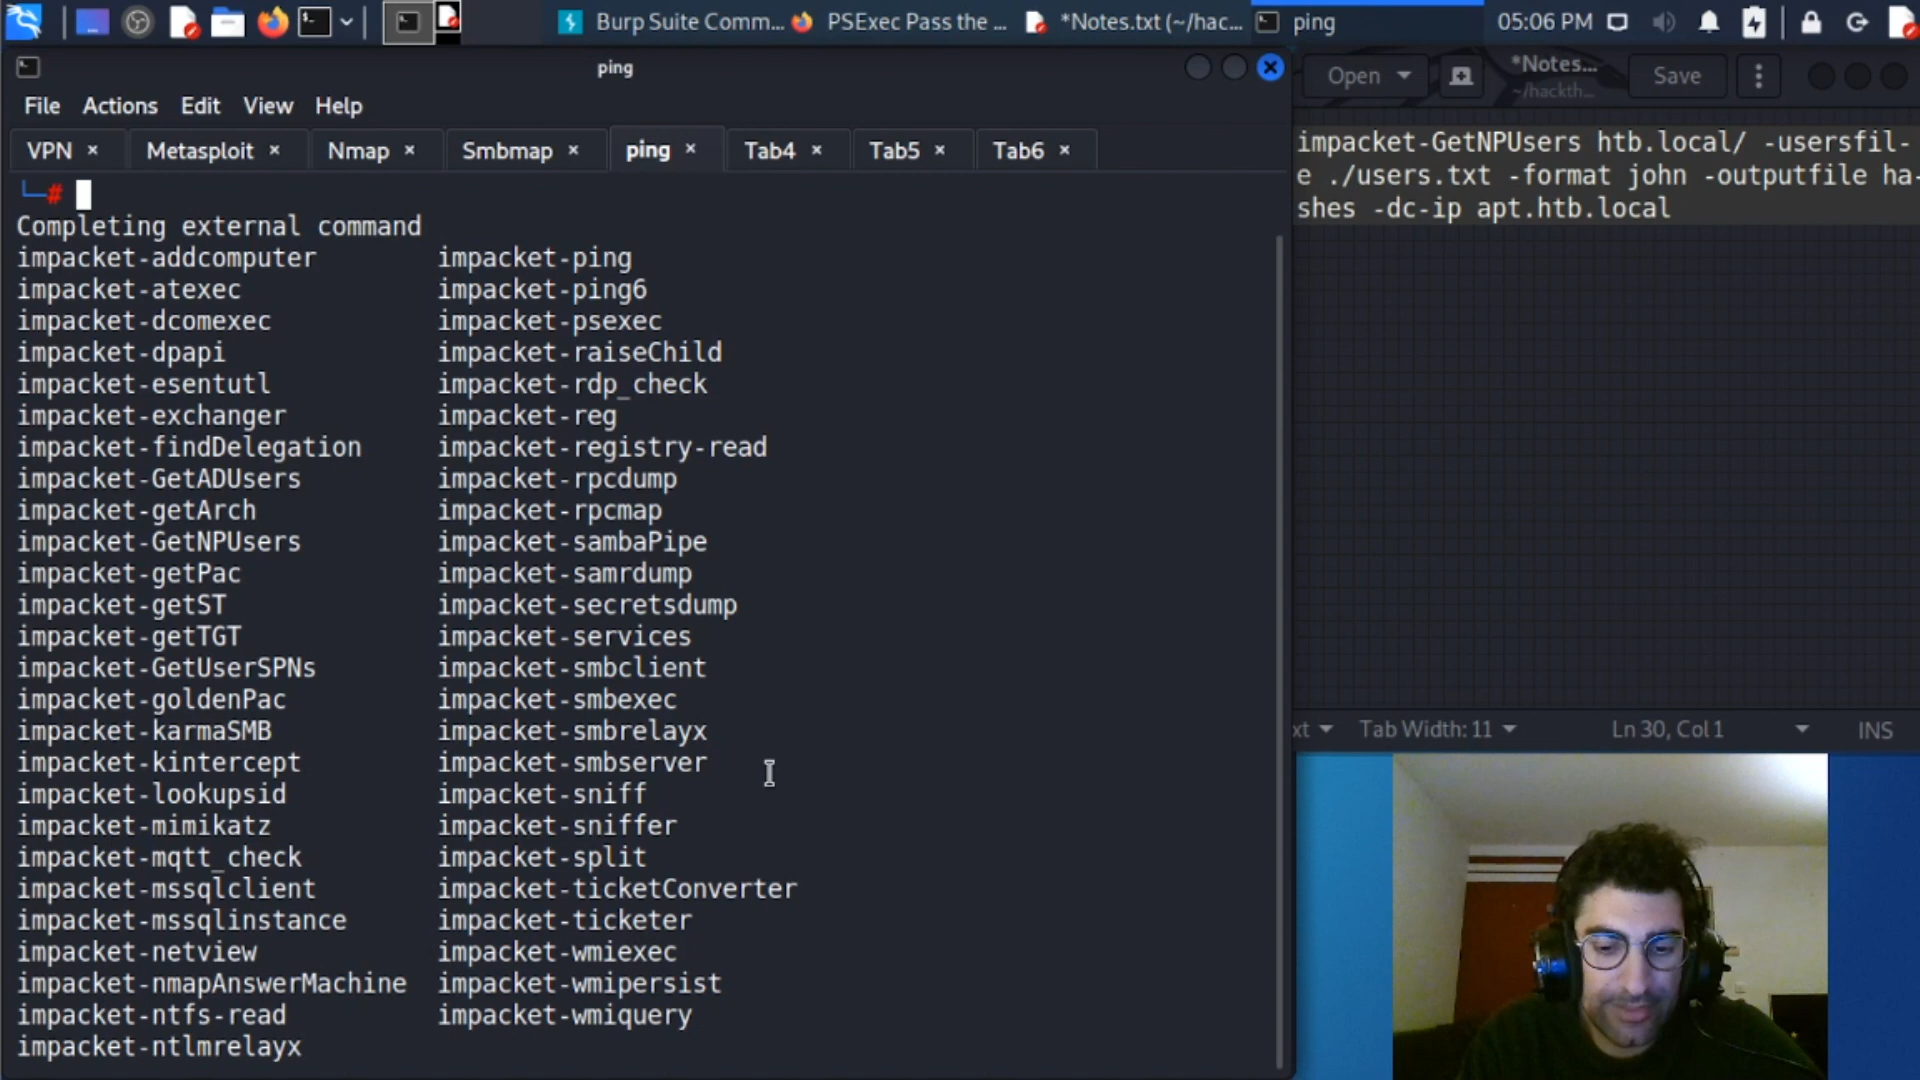 Burp Suite Comm...
PSExec Pass the ...
*Notes.txt (~/hac...
ping
05:06 PM
ping
File Actions Edit View Help
VPN × Metasploit × Nmap × Smbmap × ping × Tab4 × Tab5 × Tab6 ×
└─#
Completing external command
impacket-addcomputer impacket-ping
impacket-atexec impacket-ping6
impacket-dcomexec impacket-psexec
impacket-dpapi impacket-raiseChild
impacket-esentutl impacket-rdp_check
impacket-exchanger impacket-reg
impacket-findDelegation impacket-registry-read
impacket-GetADUsers impacket-rpcdump
impacket-getArch impacket-rpcmap
impacket-GetNPUsers impacket-sambaPipe
impacket-getPac impacket-samrdump
impacket-getST impacket-secretsdump
impacket-getTGT impacket-services
impacket-GetUserSPNs impacket-smbclient
impacket-goldenPac impacket-smbexec
impacket-karmaSMB impacket-smbrelayx
impacket-kintercept impacket-smbserver
impacket-lookupsid impacket-sniff
impacket-mimikatz impacket-sniffer
impacket-mqtt_check impacket-split
impacket-mssqlclient impacket-ticketConverter
impacket-mssqlinstance impacket-ticketer
impacket-netview impacket-wmiexec
impacket-nmapAnswerMachine impacket-wmipersist
impacket-ntfs-read impacket-wmiquery
impacket-ntlmrelayx
Open
*Notes...
~/hackth...
Save
impacket-GetNPUsers htb.local/ -usersfil-
e ./users.txt -format john -outputfile ha-
shes -dc-ip apt.htb.local
xt Tab Width: 11 Ln 30, Col 1 INS